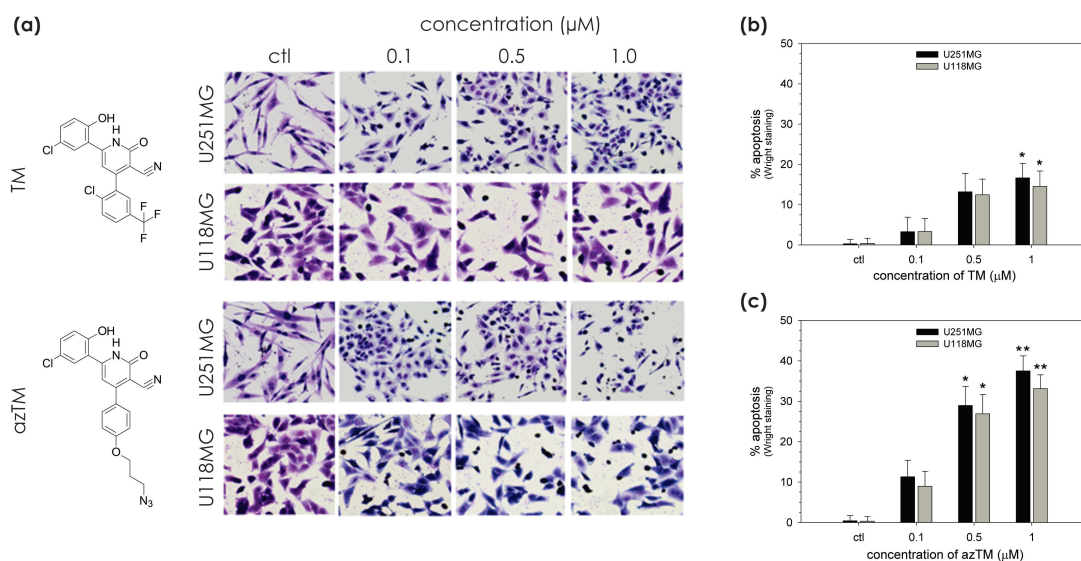 (a)
concentration (µM)
ctl
0.1
0.5
1.0
TM
OH
H
N
O
Cl
N
Cl
F
F
F
U251MG
U118MG
azTM
OH
H
N
O
Cl
N
O
N3
U251MG
U118MG
(b)
50
40
30
20
10
0
% apoptosis
(Wright staining)
U251MG
U118MG
*
*
ctl
0.1
0.5
1
concentration of TM (µM)
(c)
50
40
30
20
10
0
% apoptosis
(Wright staining)
U251MG
U118MG
*
*
**
**
ctl
0.1
0.5
1
concentration of azTM (µM)